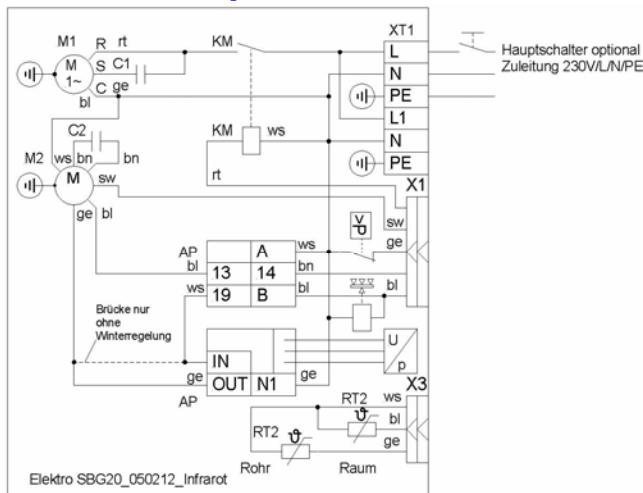 M1
M
1~
R
rt
S
C1
C
ge
bl
KM
XT1
L
N
PE
L1
N
PE
Hauptschalter optional
Zuleitung 230V/L/N/PE
C2
M2
ws
bn
bn
M
sw
ge
bl
KM
ws
rt
X1
sw
ge
AP
bl
13
A
14
ws
bn
ws
19
B
bl
bl
Brücke nur
ohne
Winterregelung
IN
ge
OUT
N1
ge
AP
U
p
X3
RT2
ws
bl
RT2
ge
ϑ
ϑ
Rohr
Raum
Elektro SBG20_050212_Infrarot